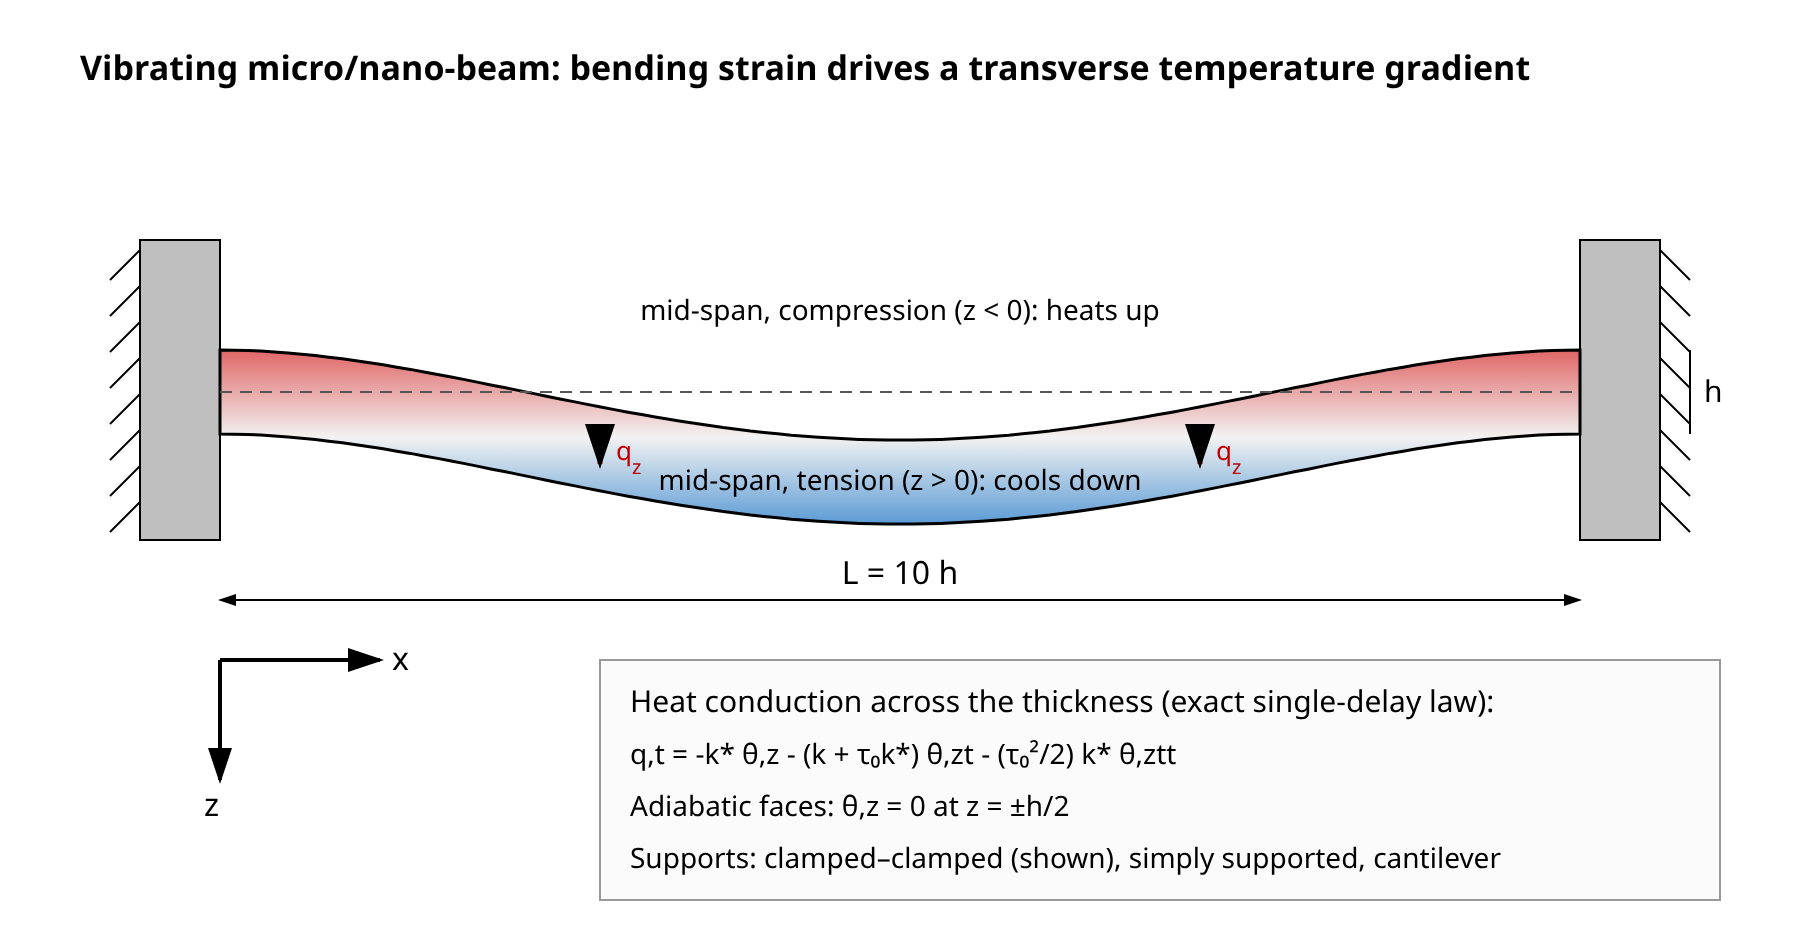 Vibrating micro/nano-beam: bending strain drives a transverse temperature gradient
mid-span, compression (z < 0): heats up
h
q_z
q_z
mid-span, tension (z > 0): cools down
L = 10 h
x
z
Heat conduction across the thickness (exact single-delay law):
q,t = -k* θ,z - (k + τ₀k*) θ,zt - (τ₀²/2) k* θ,ztt
Adiabatic faces: θ,z = 0 at z = ±h/2
Supports: clamped–clamped (shown), simply supported, cantilever